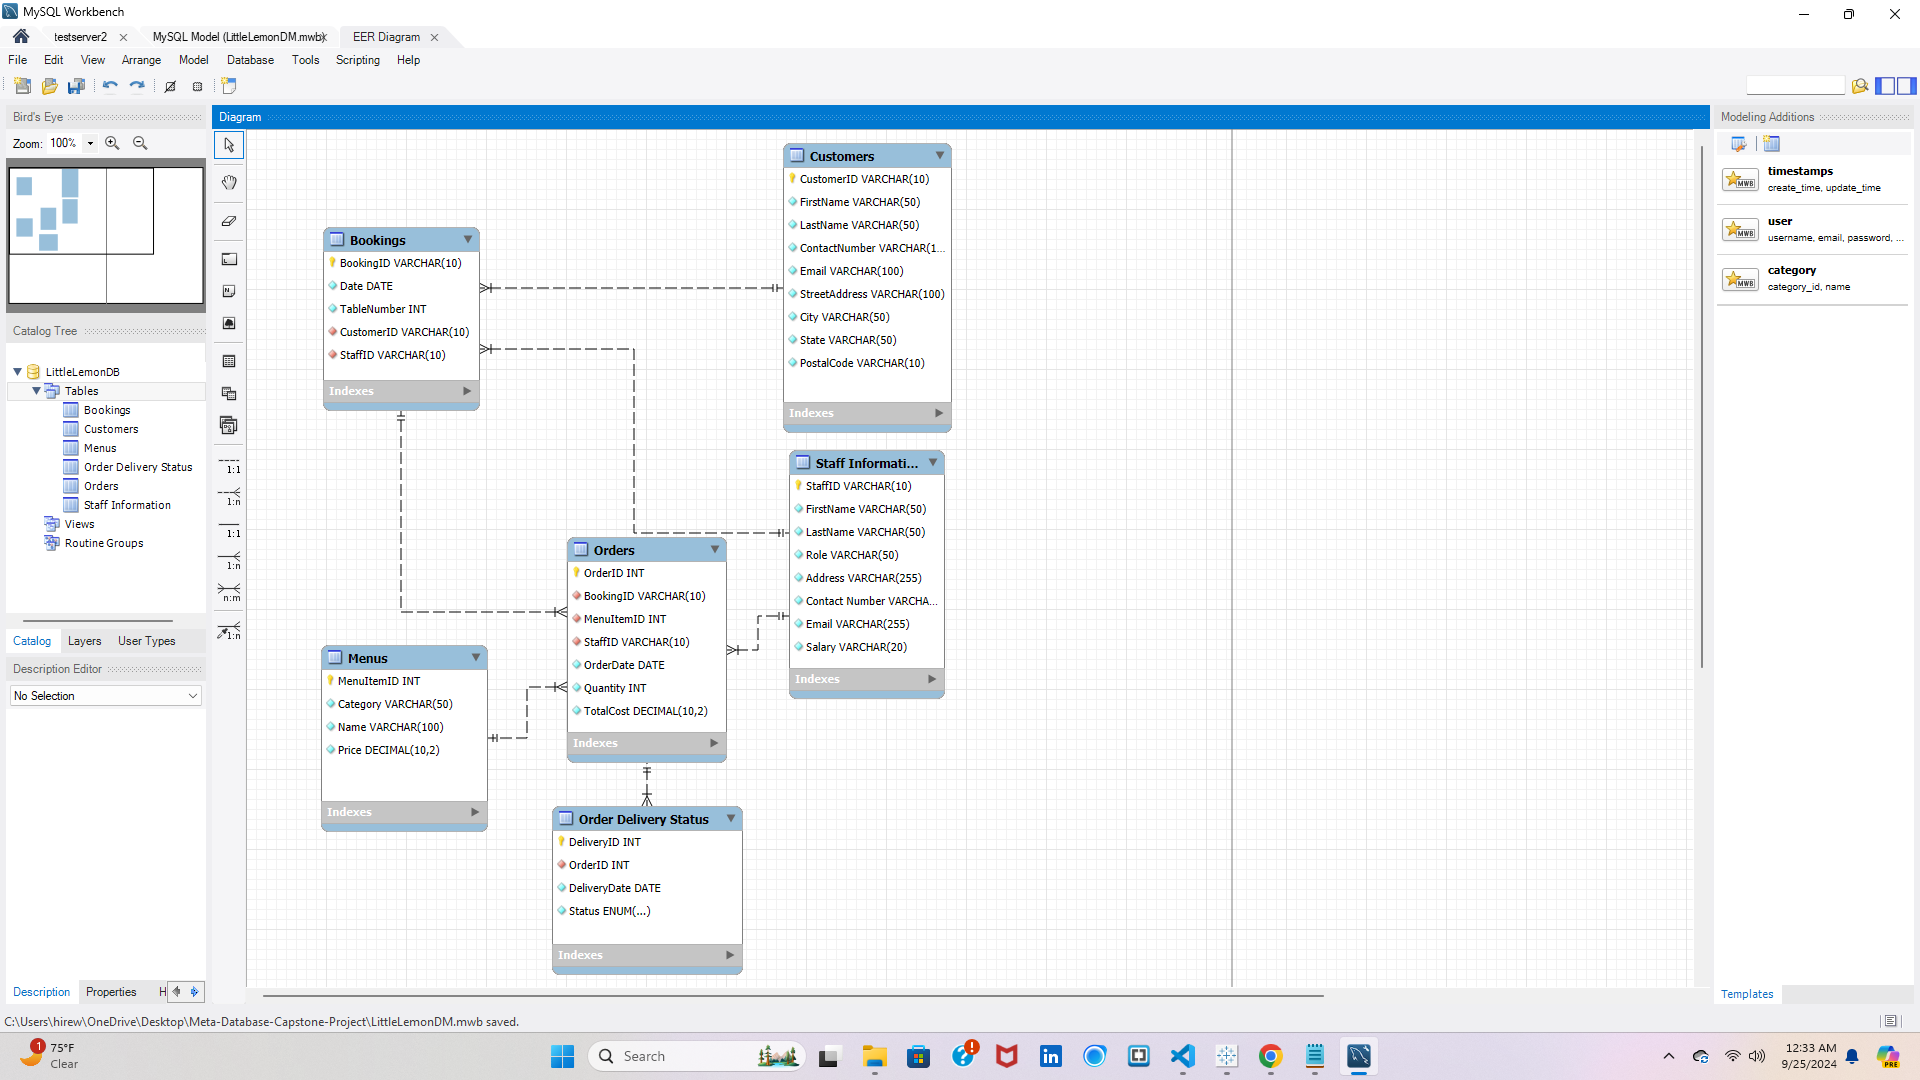 MySQL Workbench
testserver2
MySQL Model (LittleLemonDM.mwb)
EER Diagram
File Edit View Arrange Model Database Tools Scripting Help
Bird's Eye
Zoom: 100%
Catalog Tree
LittleLemonDB
Tables
Bookings
Customers
Menus
Order Delivery Status
Orders
Staff Information
Views
Routine Groups
Catalog Layers User Types
Description Editor
No Selection
Description Properties H
Diagram
1:1
1:n
1:1
1:n
n:m
1:n
Customers
CustomerID VARCHAR(10)
FirstName VARCHAR(50)
LastName VARCHAR(50)
ContactNumber VARCHAR(1...
Email VARCHAR(100)
StreetAddress VARCHAR(100)
City VARCHAR(50)
State VARCHAR(50)
PostalCode VARCHAR(10)
Indexes
Bookings
BookingID VARCHAR(10)
Date DATE
TableNumber INT
CustomerID VARCHAR(10)
StaffID VARCHAR(10)
Indexes
Staff Informati...
StaffID VARCHAR(10)
FirstName VARCHAR(50)
LastName VARCHAR(50)
Role VARCHAR(50)
Address VARCHAR(255)
Contact Number VARCHA...
Email VARCHAR(255)
Salary VARCHAR(20)
Indexes
Orders
OrderID INT
BookingID VARCHAR(10)
MenuItemID INT
StaffID VARCHAR(10)
OrderDate DATE
Quantity INT
TotalCost DECIMAL(10,2)
Indexes
Menus
MenuItemID INT
Category VARCHAR(50)
Name VARCHAR(100)
Price DECIMAL(10,2)
Indexes
Order Delivery Status
DeliveryID INT
OrderID INT
DeliveryDate DATE
Status ENUM(...)
Indexes
Modeling Additions
timestamps
create_time, update_time
user
username, email, password, ...
category
category_id, name
MWB
MWB
MWB
Templates
C:\Users\hirew\OneDrive\Desktop\Meta-Database-Capstone-Project\LittleLemonDM.mwb saved.
1
75°F
Clear
Search
12:33 AM
9/25/2024
PRE